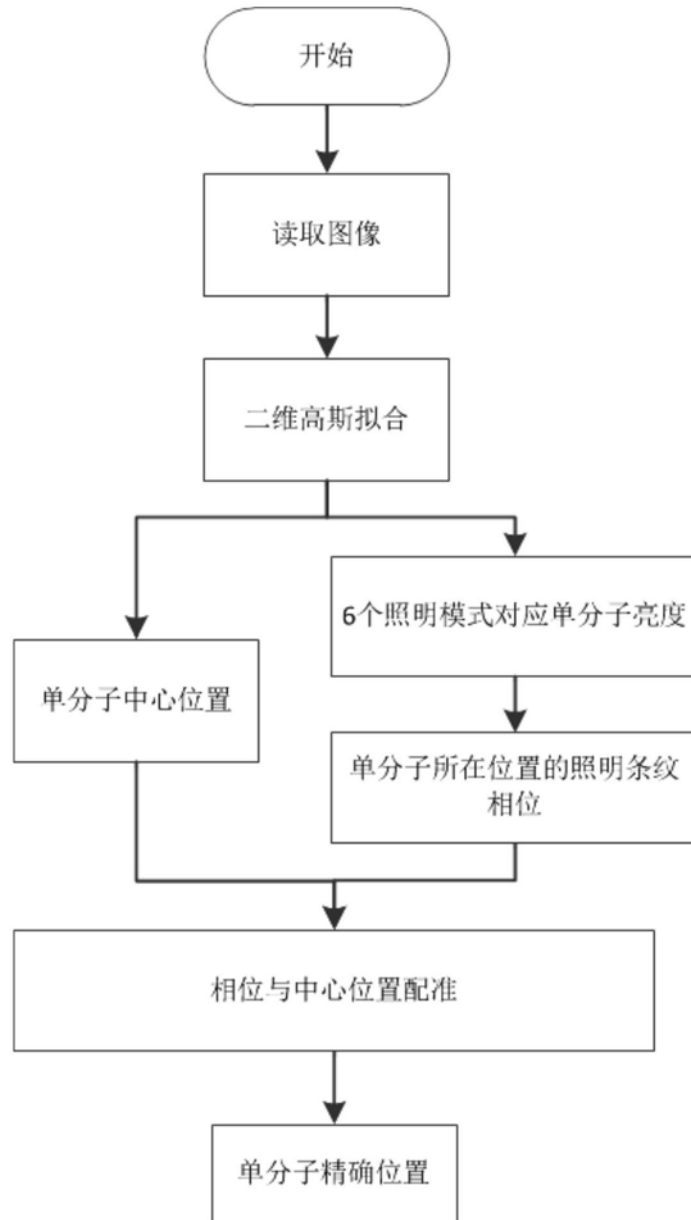 开始
读取图像
二维高斯拟合
6个照明模式对应单分子亮度
单分子中心位置
单分子所在位置的照明条纹
相位
相位与中心位置配准
单分子精确位置